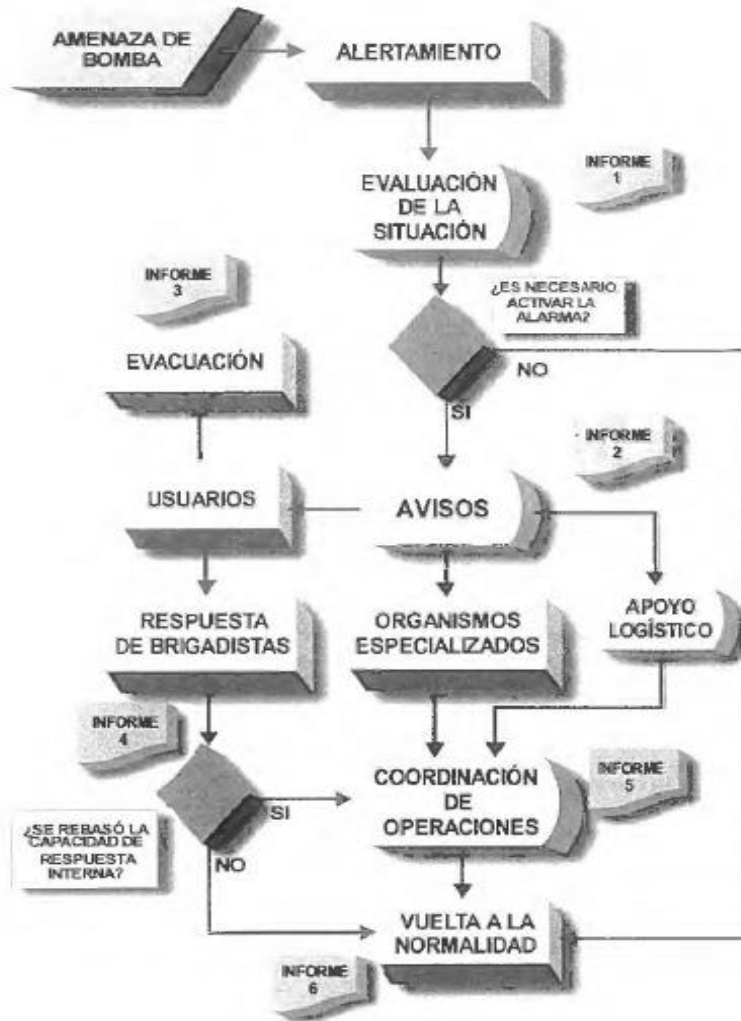 AMENAZA DE
BOMBA
ALERTAMIENTO
EVALUACIÓN
DE LA
SITUACIÓN
INFORME
1
¿ES NECESARIO
ACTIVAR LA
ALARMA?
NO
SI
INFORME
3
EVACUACIÓN
INFORME
2
USUARIOS
AVISOS
RESPUESTA
DE BRIGADISTAS
ORGANISMOS
ESPECIALIZADOS
APOYO
LOGÍSTICO
INFORME
4
¿SE REBASÓ LA
CAPACIDAD DE
RESPUESTA
INTERNA?
SI
NO
COORDINACIÓN
DE
OPERACIONES
INFORME
5
VUELTA A LA
NORMALIDAD
INFORME
6